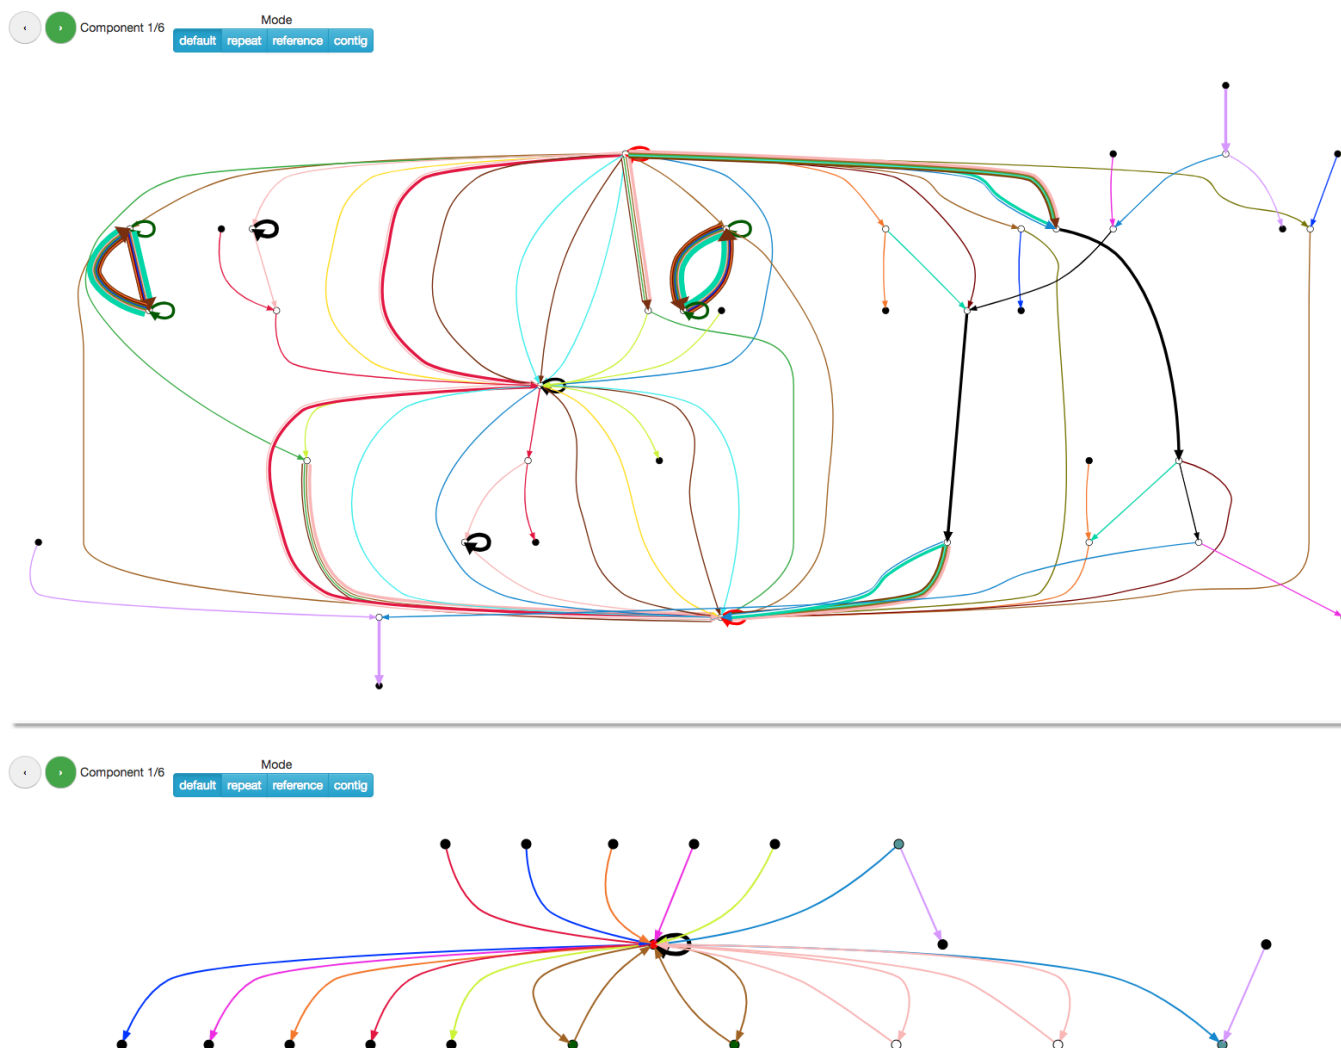 Mode
‹ › Component 1/6 default repeat reference contig
Mode
‹ › Component 1/6 default repeat reference contig